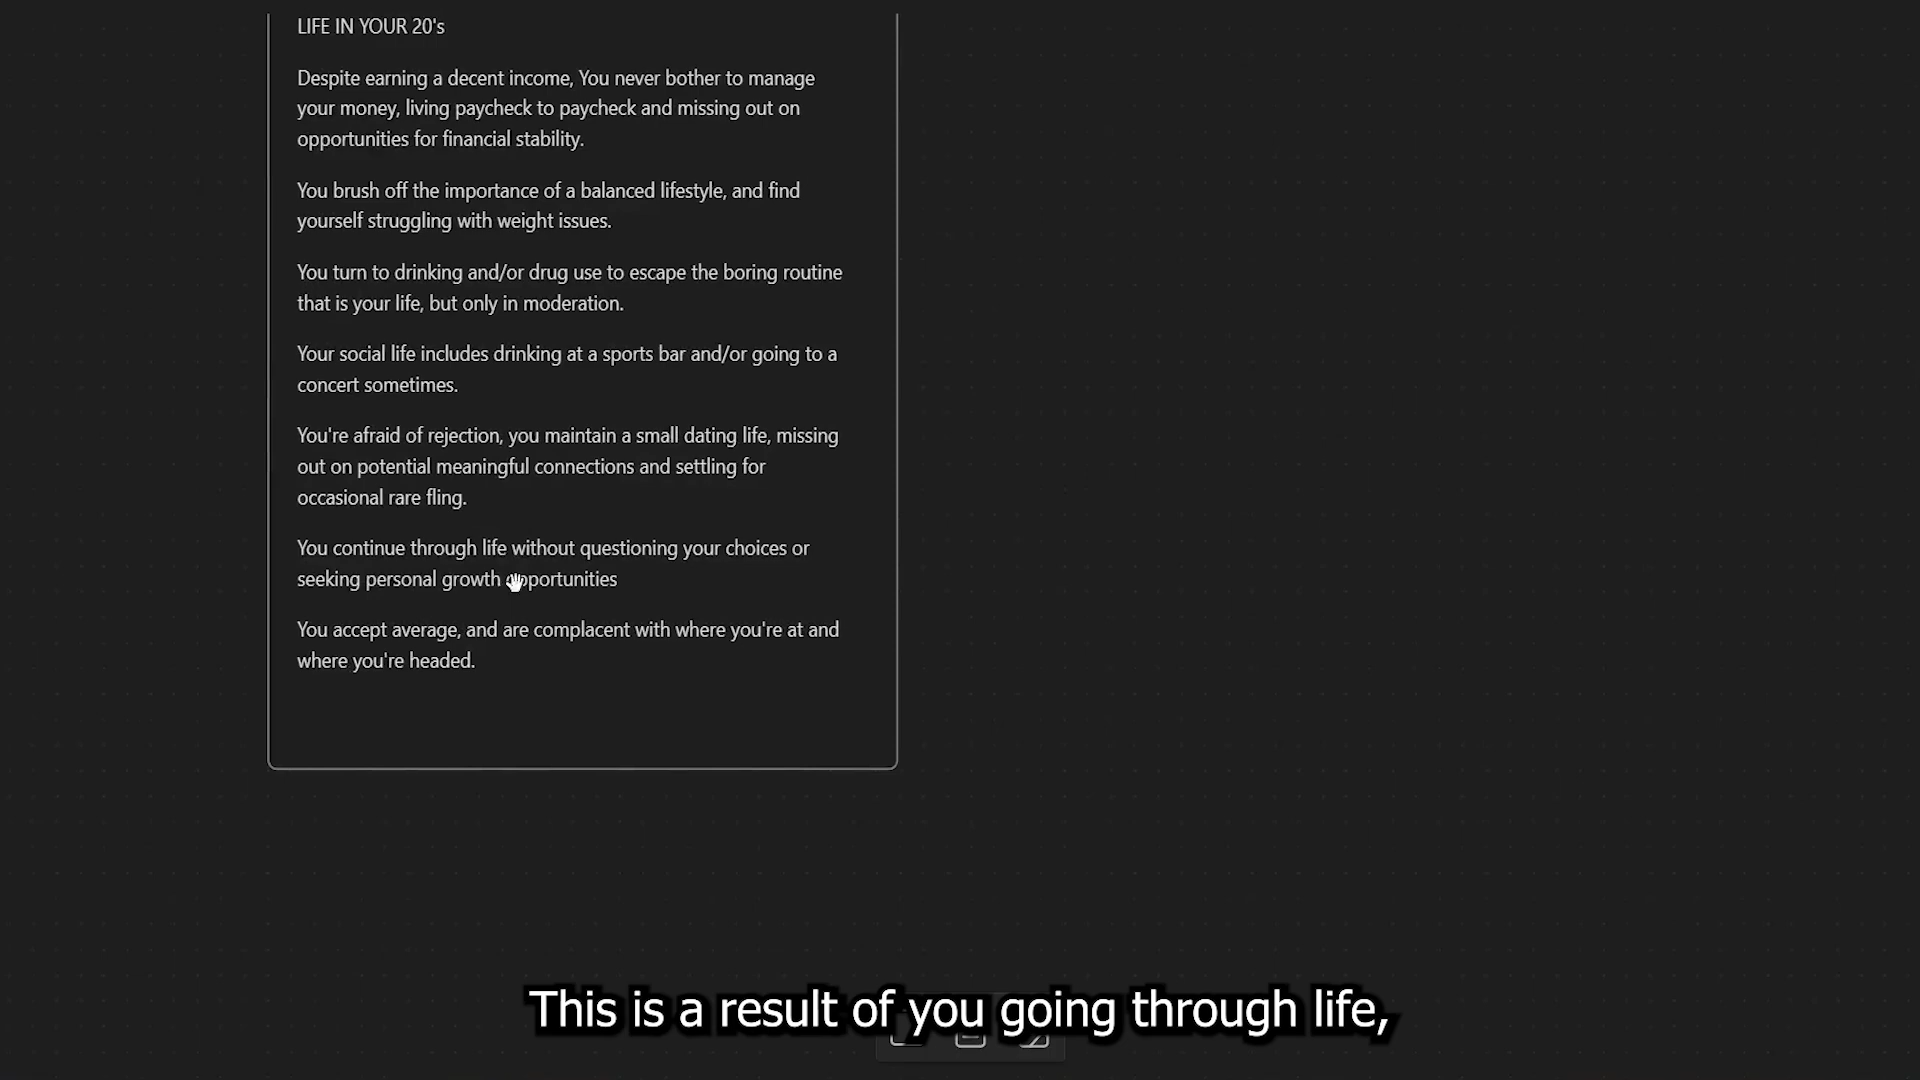 LIFE IN YOUR 20's
Despite earning a decent income, You never bother to manage
your money, living paycheck to paycheck and missing out on
opportunities for financial stability.
You brush off the importance of a balanced lifestyle, and find
yourself struggling with weight issues.
You turn to drinking and/or drug use to escape the boring routine
that is your life, but only in moderation.
Your social life includes drinking at a sports bar and/or going to a
concert sometimes.
You're afraid of rejection, you maintain a small dating life, missing
out on potential meaningful connections and settling for
occasional rare fling.
You continue through life without questioning your choices or
seeking personal growth opportunities
You accept average, and are complacent with where you're at and
where you're headed.
This is a result of you going through life,